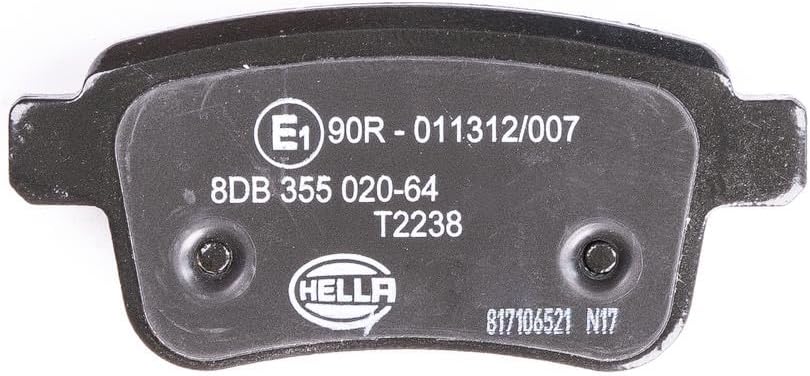 E1 90R - 011312/007
8DB 355 020-64
T2238
HELLA
817106521 N17